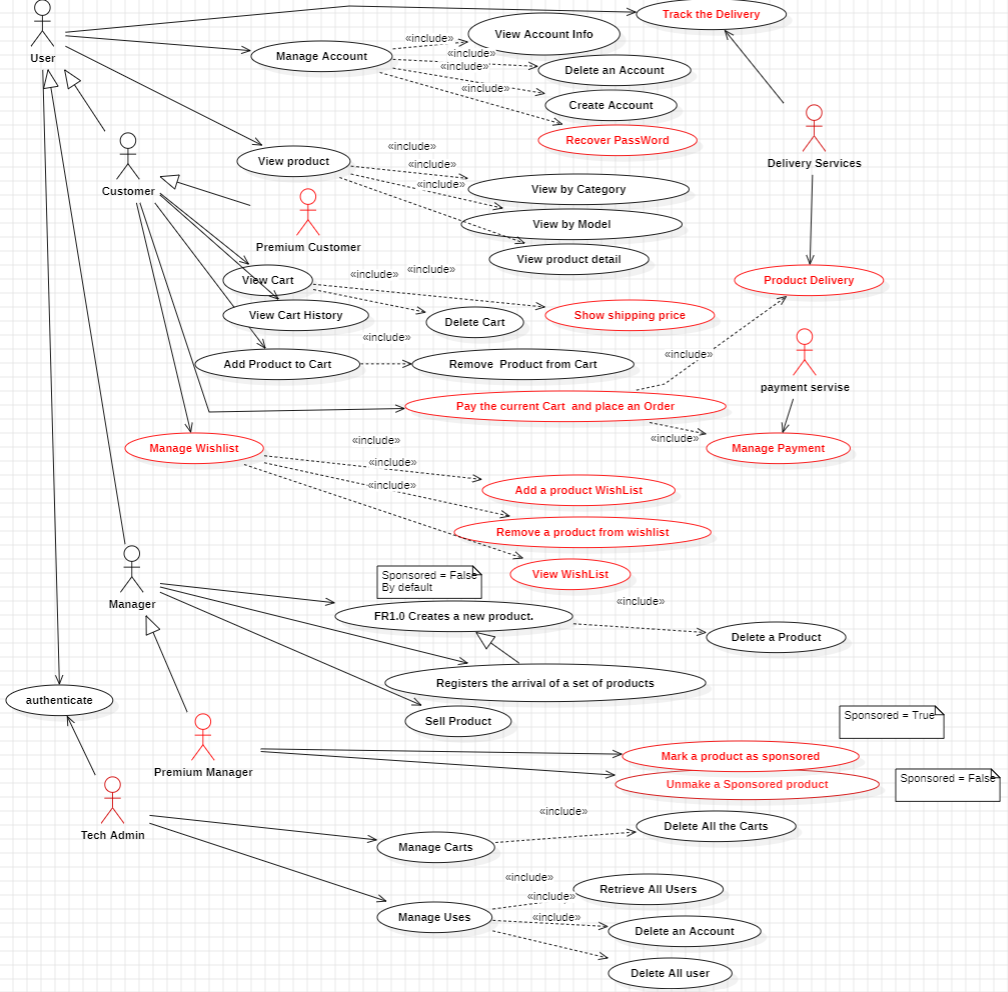 Track the Delivery
User
«include»
View Account Info
Manage Account
«include»
«include»
Delete an Account
«include»
Create Account
Recover PassWord
«include»
View product
«include»
Delivery Services
«include»
View by Category
Customer
View by Model
Premium Customer
View product detail
View Cart
«include»
«include»
Product Delivery
View Cart History
Delete Cart
Show shipping price
«include»
Add Product to Cart
Remove  Product from Cart
«include»
payment servise
Pay the current Cart  and place an Order
«include»
Manage Wishlist
«include»
Manage Payment
«include»
«include»
Add a product WishList
Remove a product from wishlist
View WishList
Sponsored = False
By default
Manager
«include»
FR1.0 Creates a new product.
Delete a Product
Registers the arrival of a set of products
authenticate
Sell Product
Sponsored = True
Premium Manager
Mark a product as sponsored
Unmake a Sponsored product
Sponsored = False
Tech Admin
«include»
Delete All the Carts
Manage Carts
«include»
Retrieve All Users
«include»
Manage Uses
«include»
Delete an Account
Delete All user